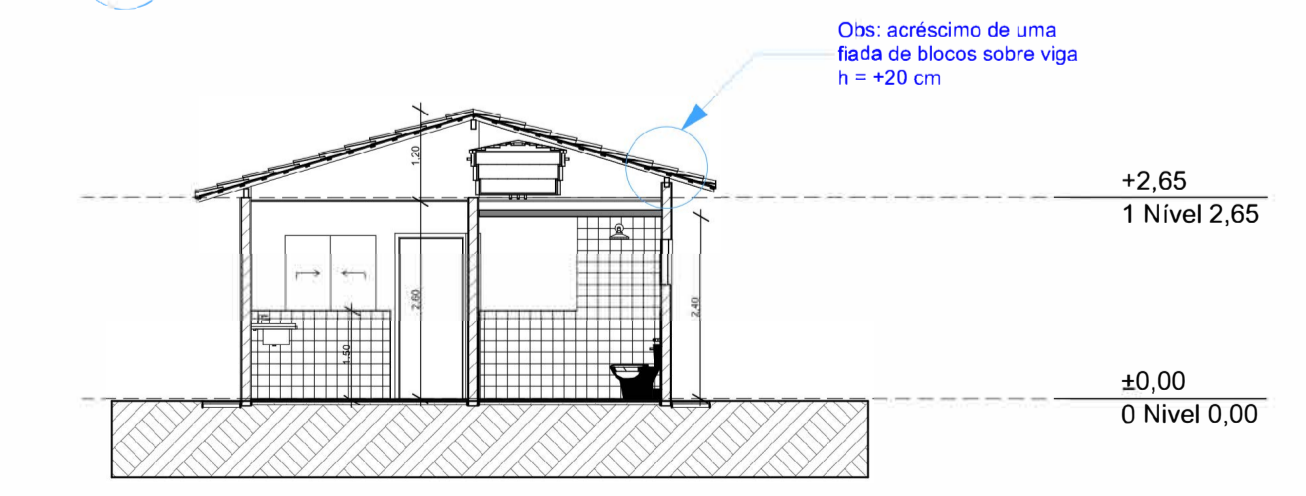 Obs: acréscimo de uma
fiada de blocos sobre viga
h = +20 cm
1.20
+2,65
1 Nível 2,65
2.60
2.40
1.50
±0,00
0 Nivel 0,00